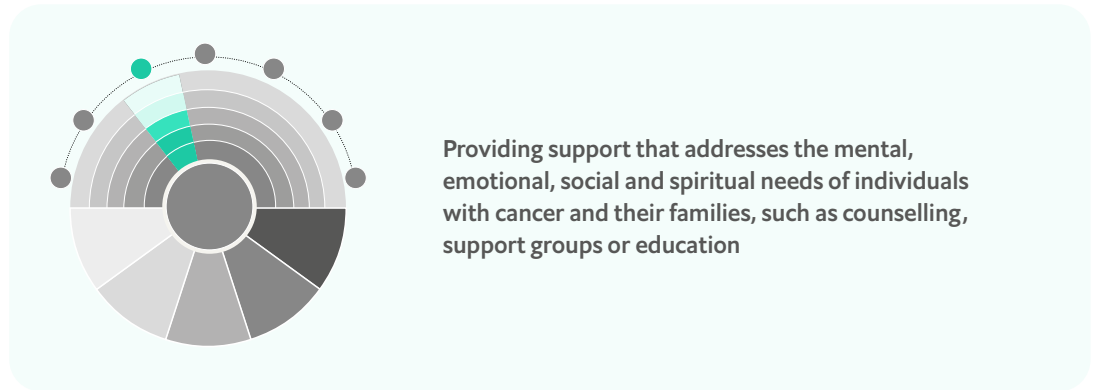 Providing support that addresses the mental,
emotional, social and spiritual needs of individuals
with cancer and their families, such as counselling,
support groups or education